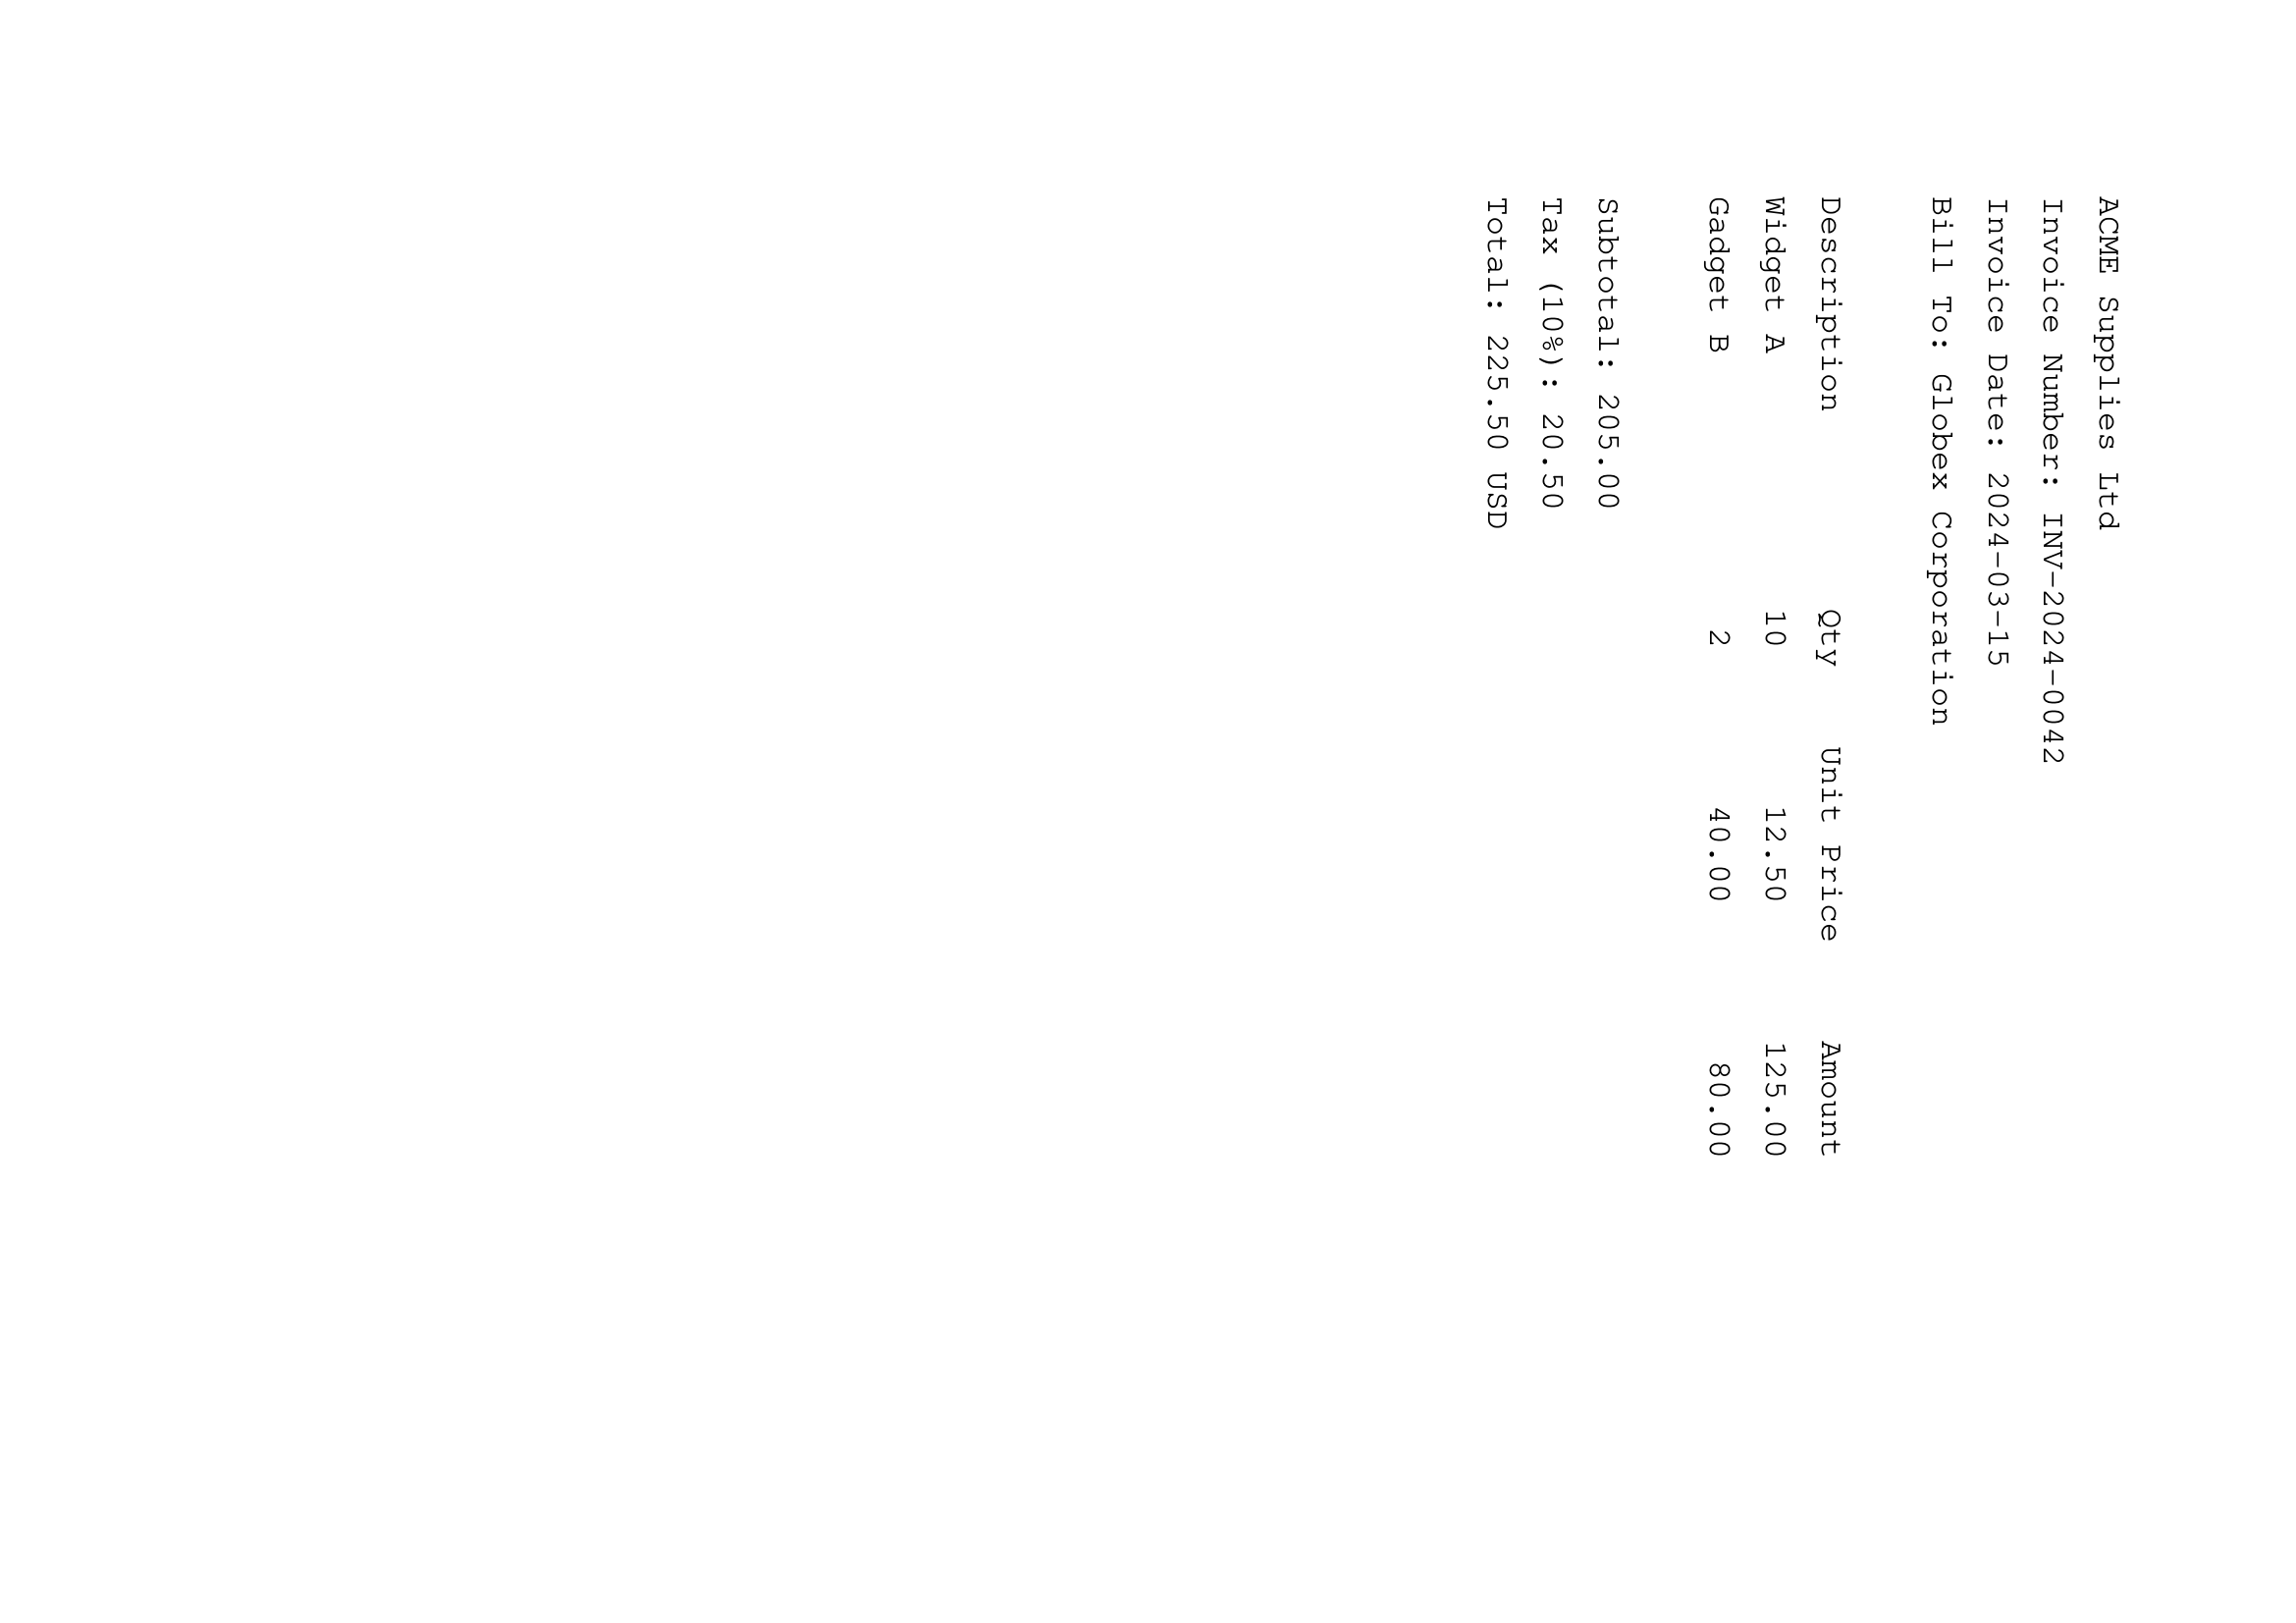 ACME Supplies Ltd
Invoice Number: INV-2024-0042
Invoice Date: 2024-03-15
Bill To: Globex Corporation
Description Qty Unit Price Amount
Widget A 10 12.50 125.00
Gadget B 2 40.00 80.00
Subtotal: 205.00
Tax (10%): 20.50
Total: 225.50 USD